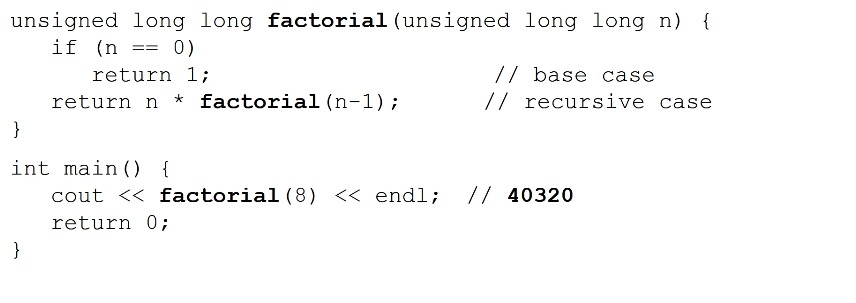 unsigned long long factorial(unsigned long long n) {
   if (n == 0)
      return 1;                     // base case
   return n * factorial(n-1);      // recursive case
}
int main() {
   cout << factorial(8) << endl;  // 40320
   return 0;
}